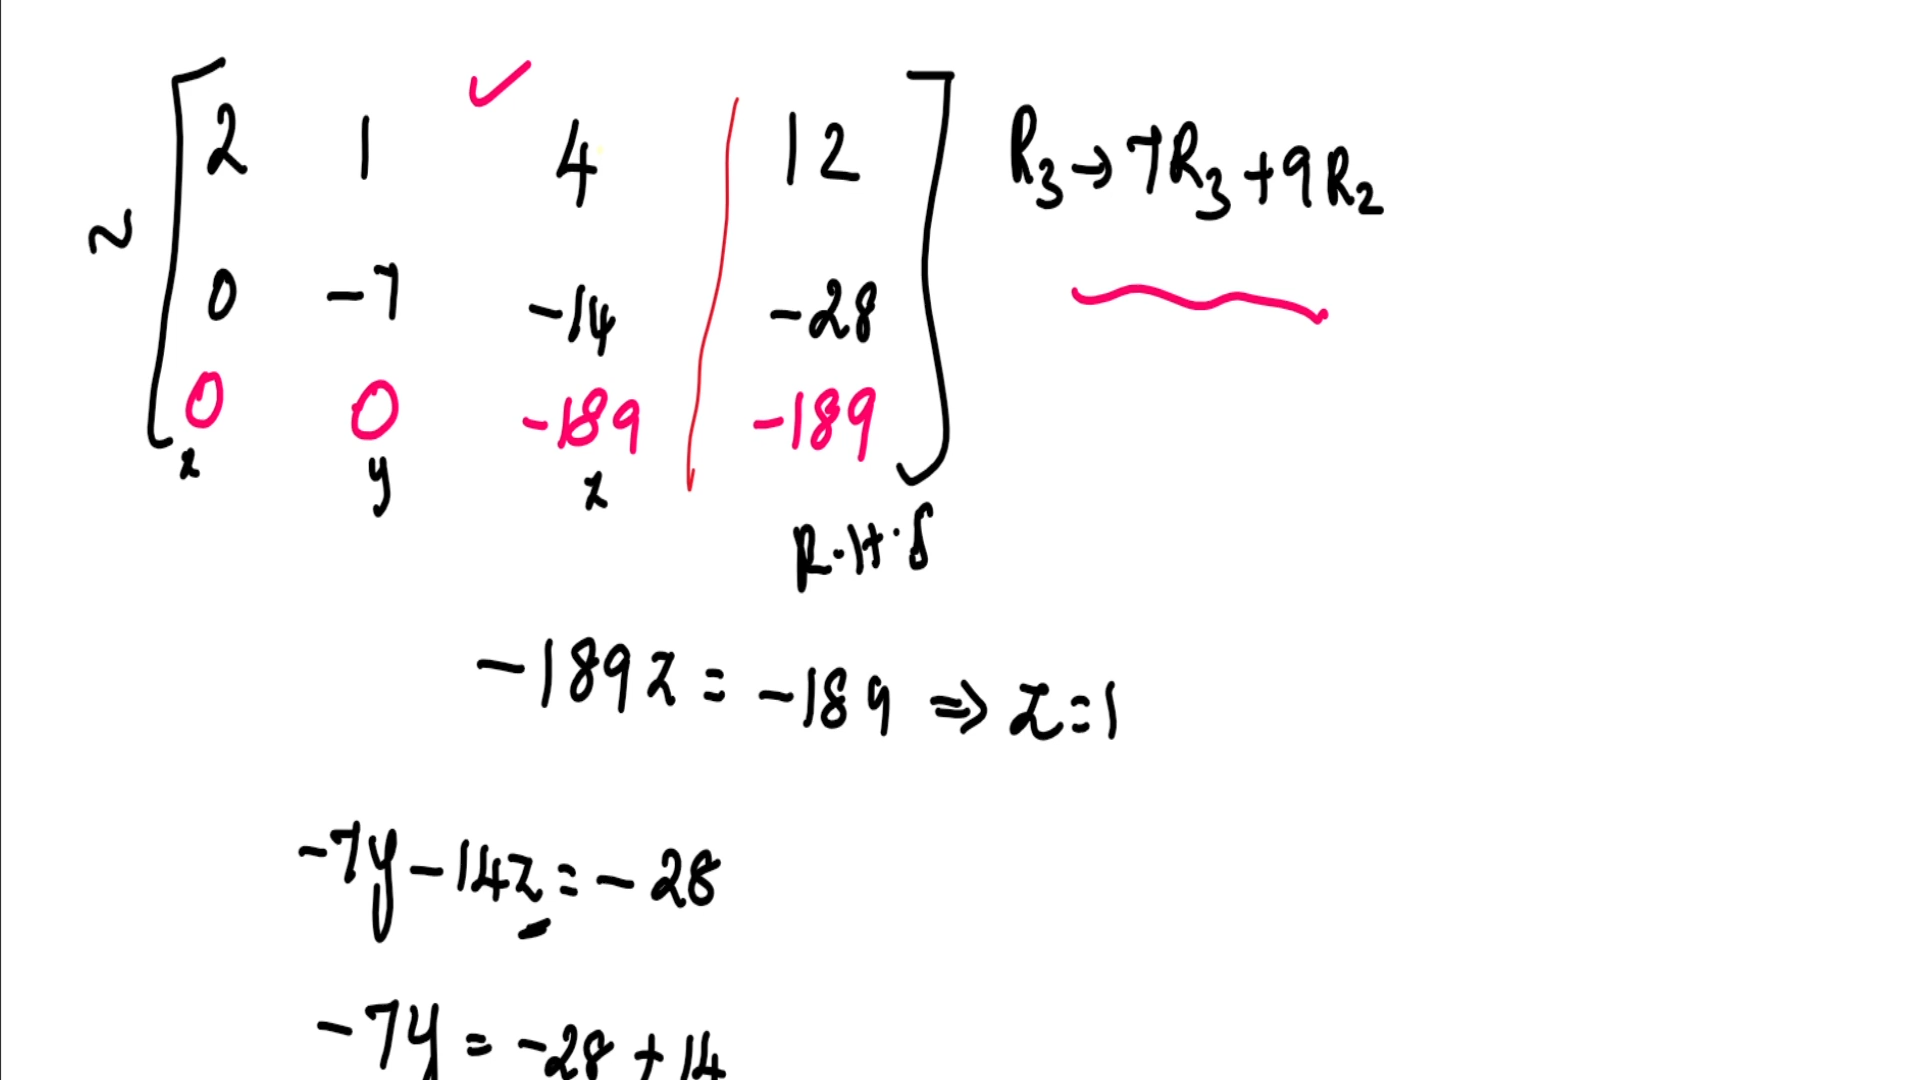 2 1 4 12 R3→7R3+9R2
~
0 -7 -14 -28
0 0 -189 -189
x y z
R.H.S
-189z = -189 ⇒ z=1
-7y-14z = -28
-7y = -28+14